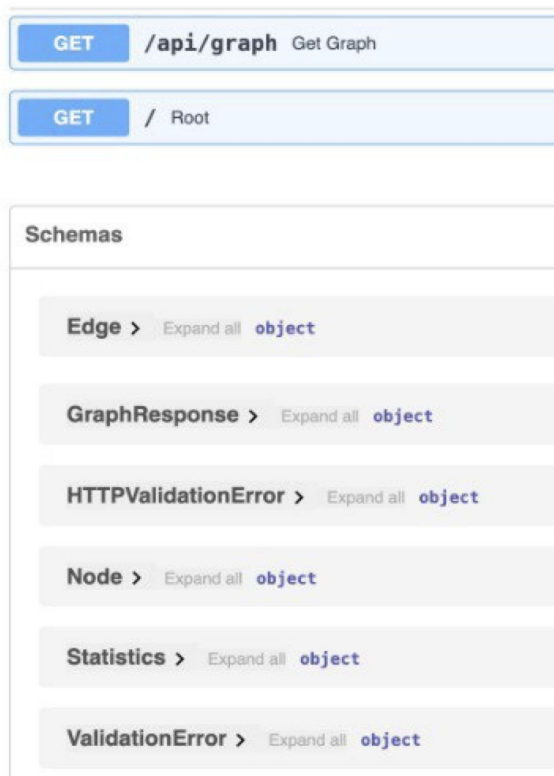 GET /api/graph Get Graph
GET / Root
Schemas
Edge > Expand all object
GraphResponse > Expand all object
HTTPValidationError > Expand all object
Node > Expand all object
Statistics > Expand all object
ValidationError > Expand all object